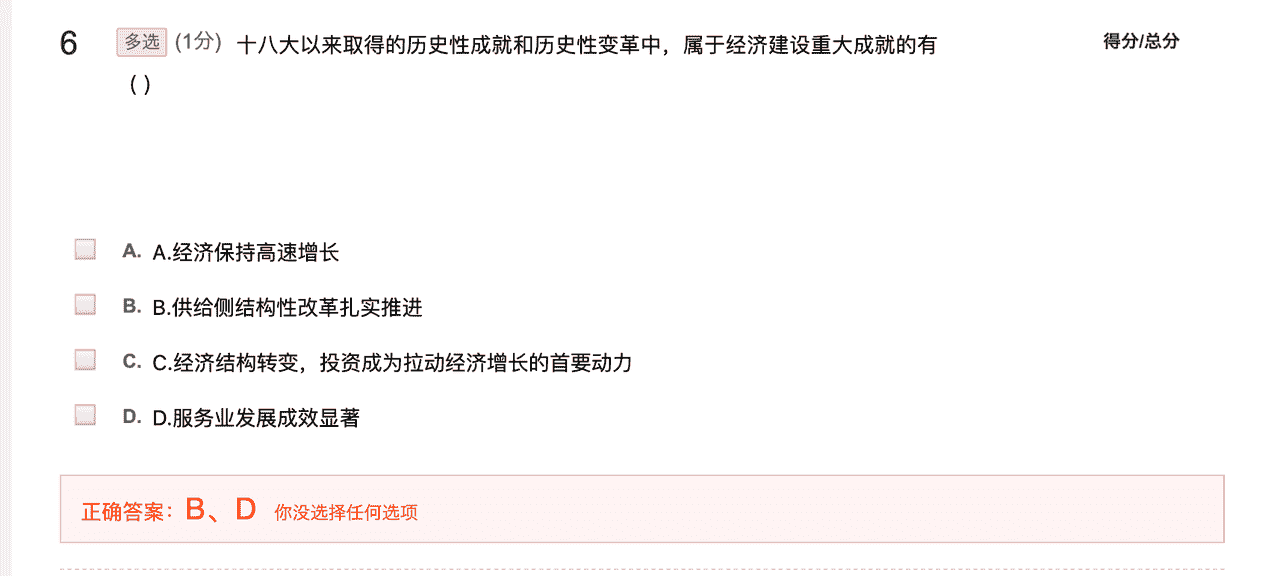 6 多选 (1分) 十八大以来取得的历史性成就和历史性变革中，属于经济建设重大成就的有 得分/总分
( )
A. A.经济保持高速增长
B. B.供给侧结构性改革扎实推进
C. C.经济结构转变，投资成为拉动经济增长的首要动力
D. D.服务业发展成效显著
正确答案：B、D 你没选择任何选项